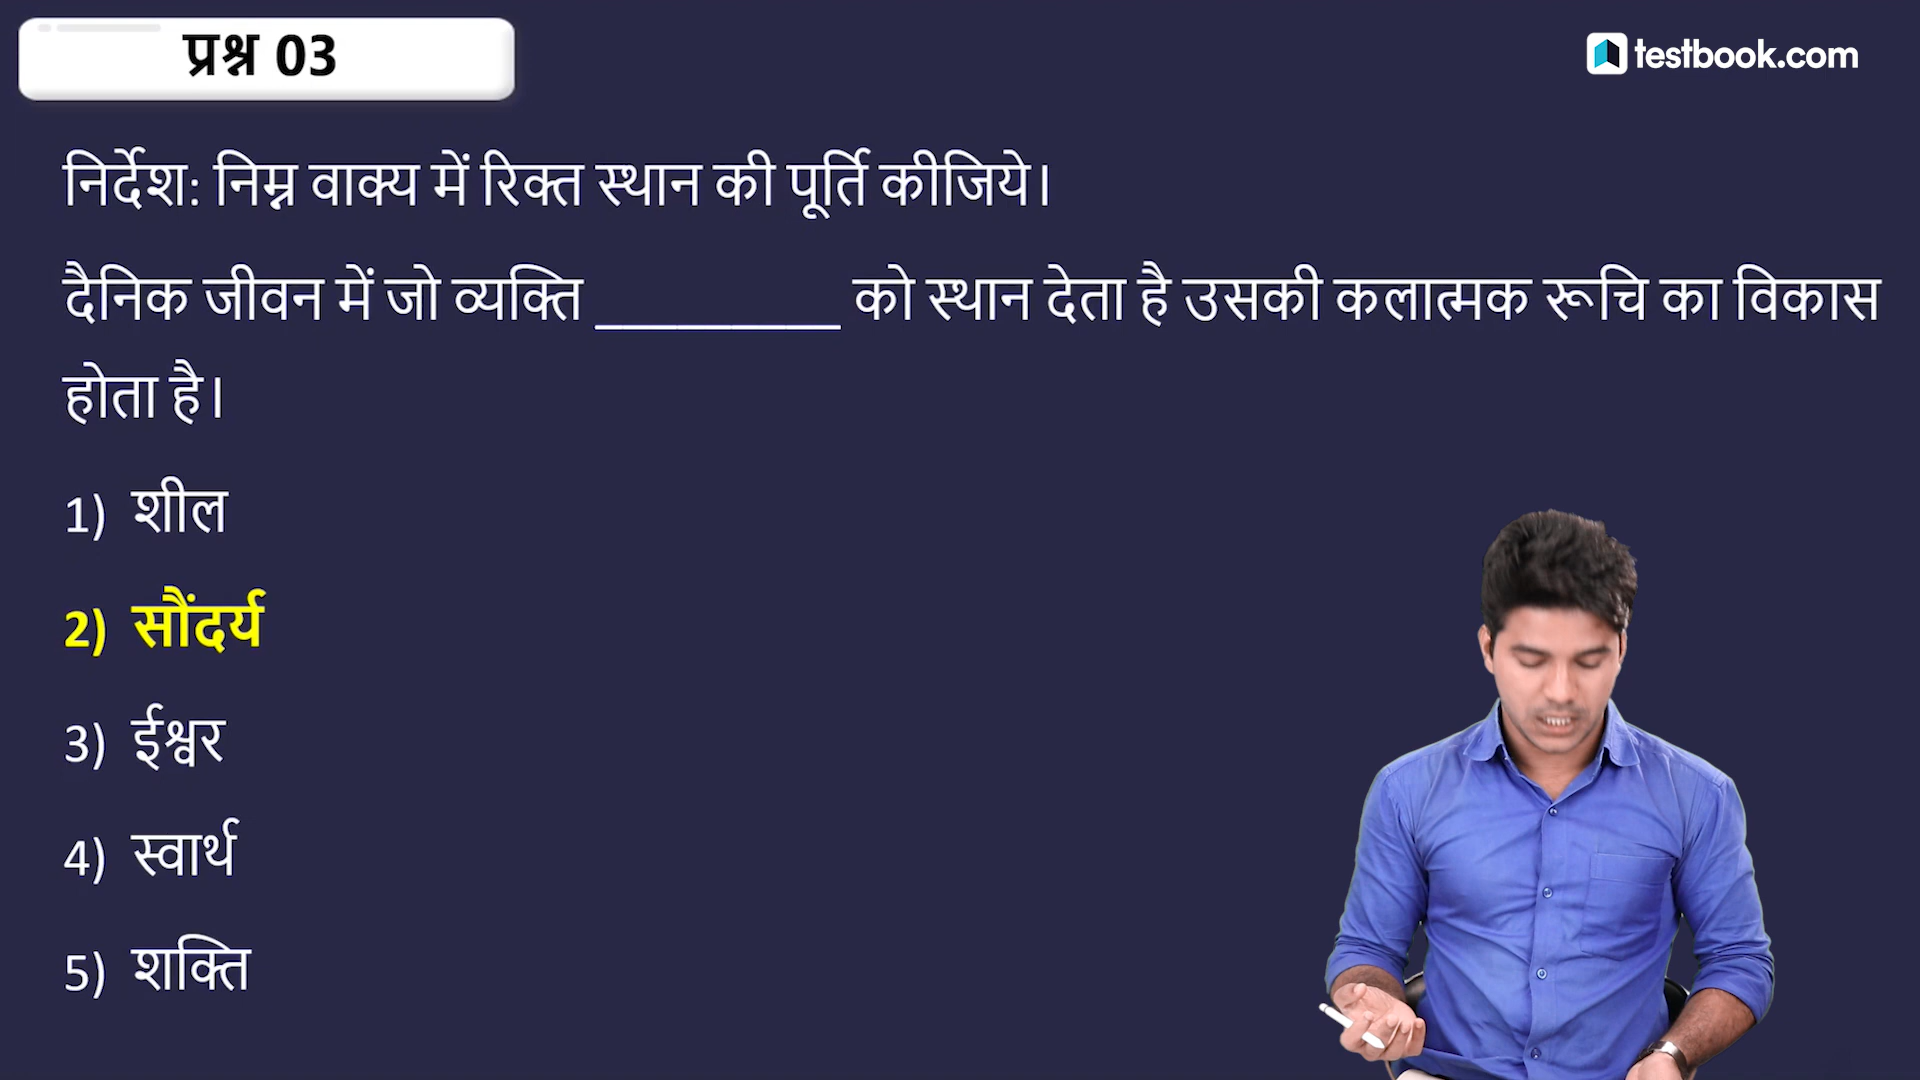 प्रश्न 03
testbook.com
निर्देश: निम्न वाक्य में रिक्त स्थान की पूर्ति कीजिये।
दैनिक जीवन में जो व्यक्ति _________ को स्थान देता है उसकी कलात्मक रूचि का विकास
होता है।
1) शील
2) सौंदर्य
3) ईश्वर
4) स्वार्थ
5) शक्ति